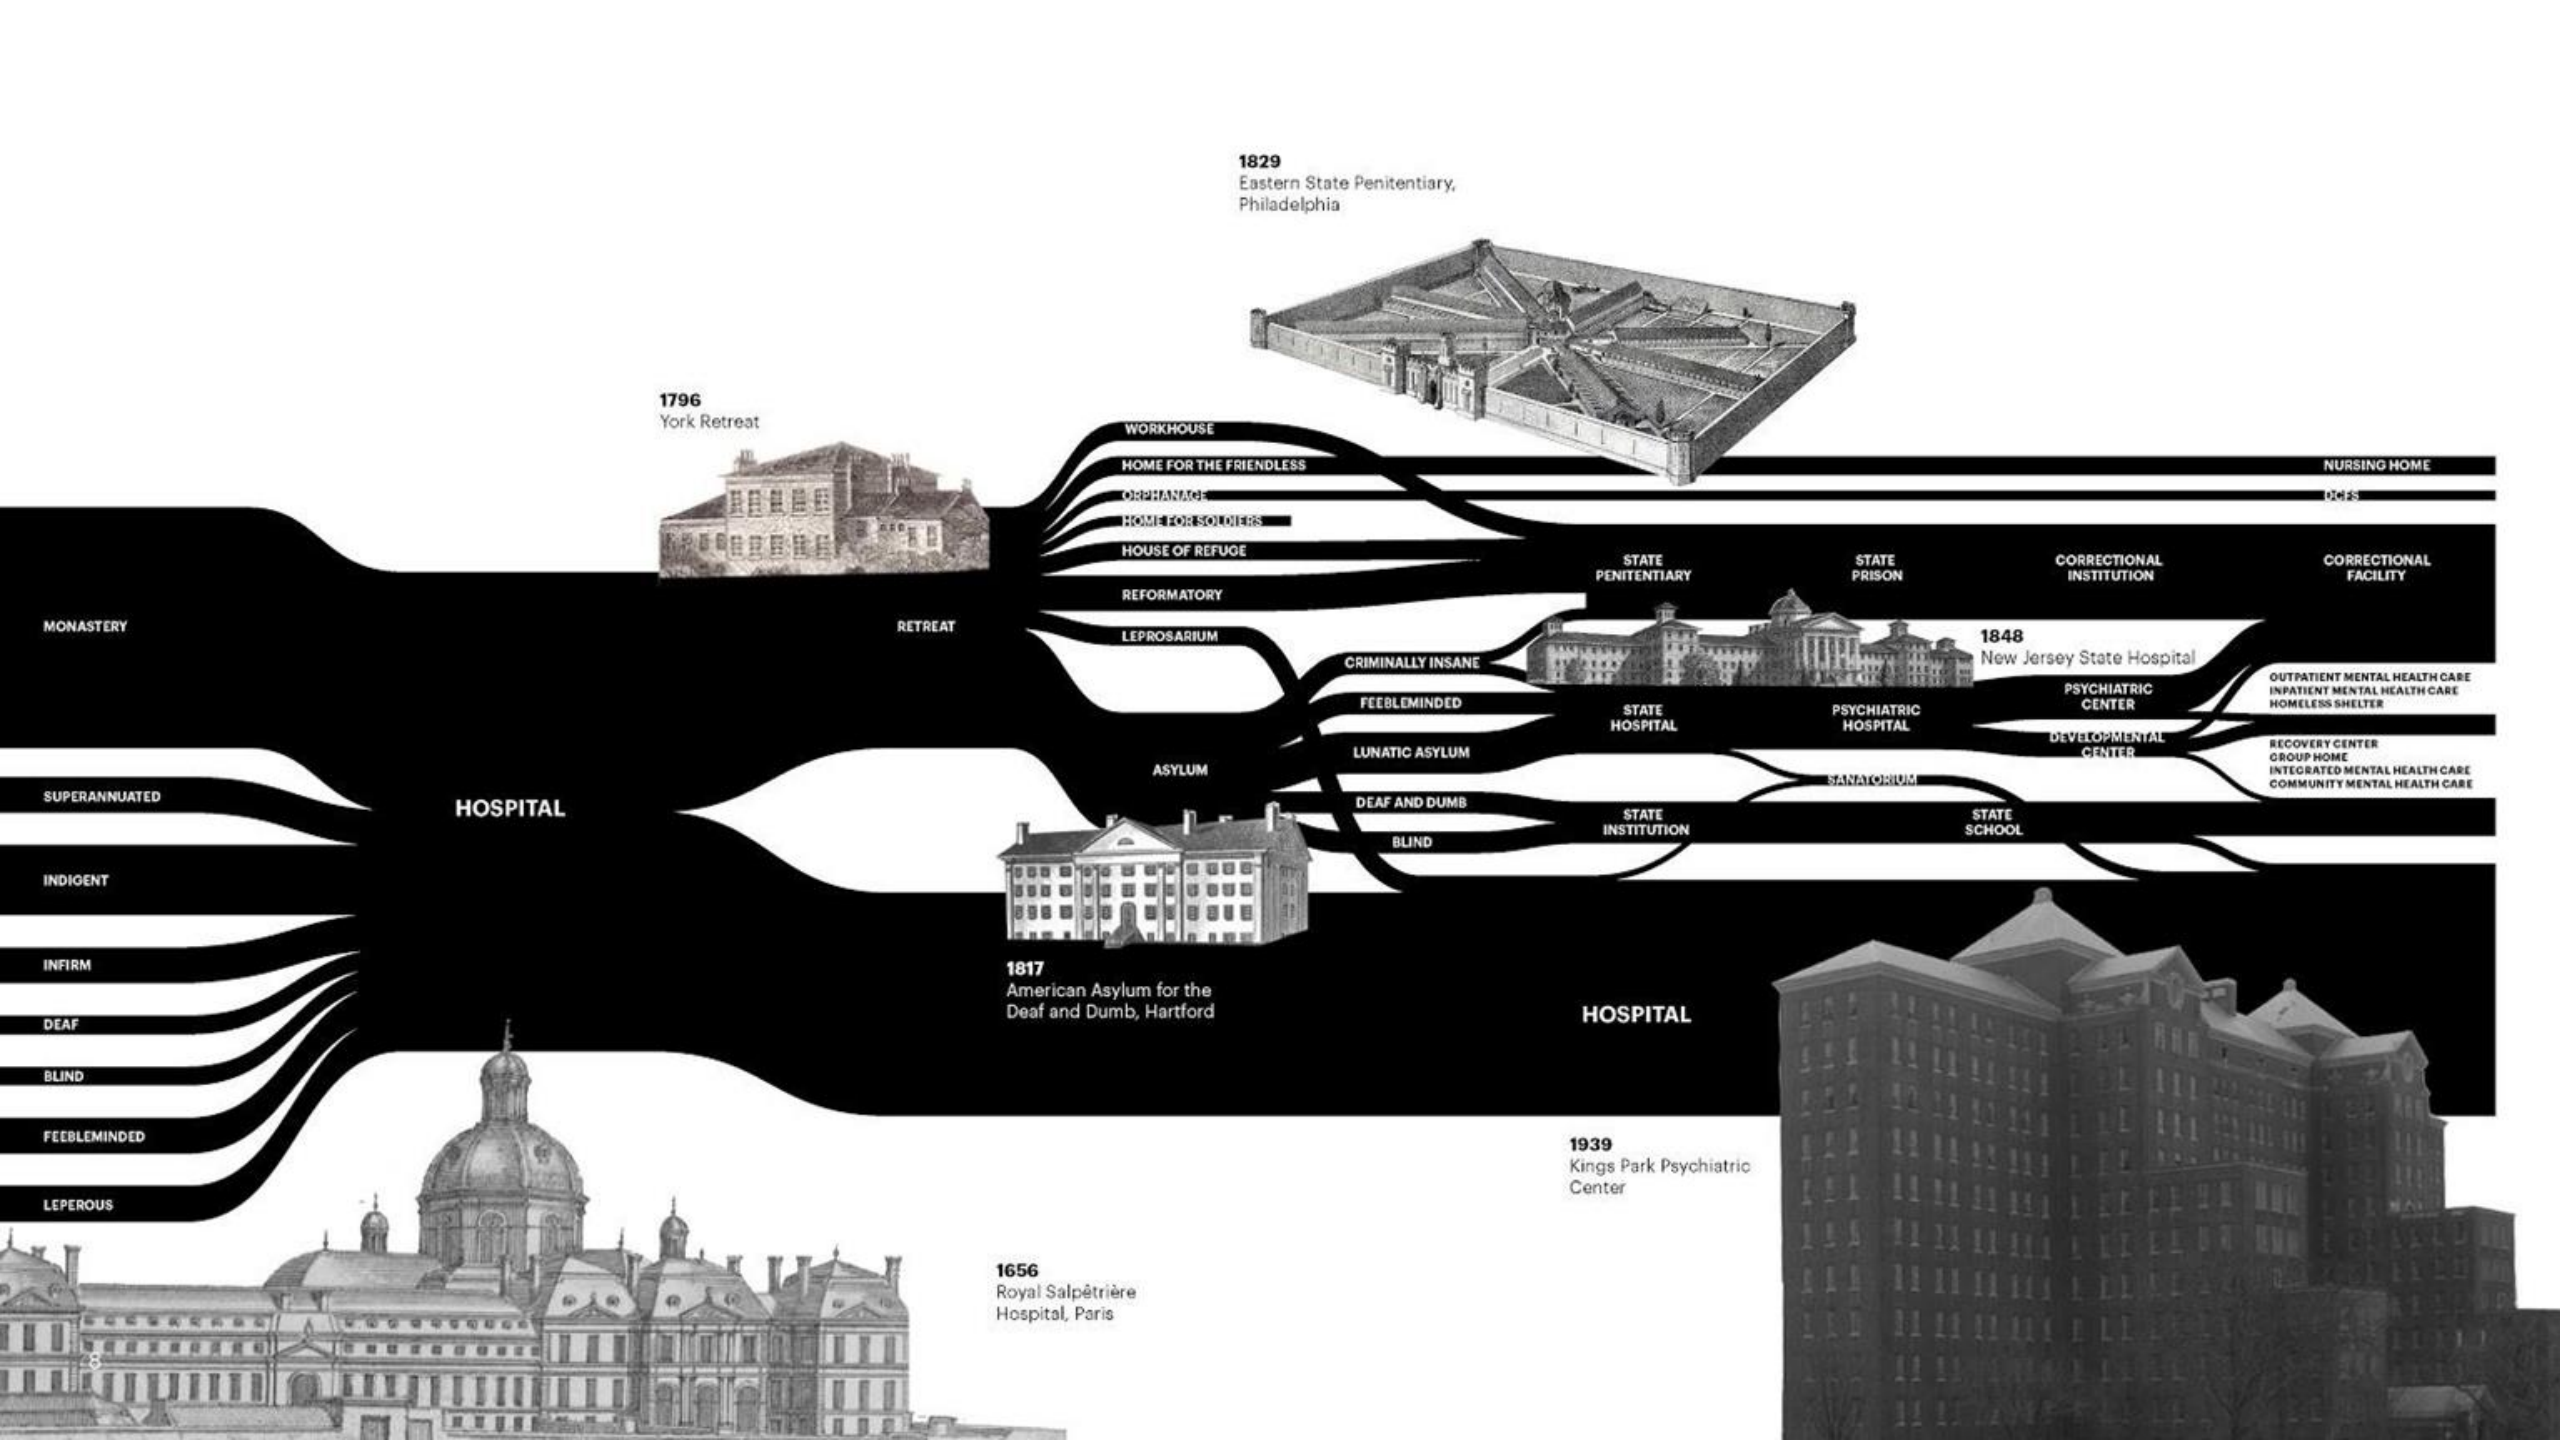 1829
Eastern State Penitentiary,
Philadelphia
1796
York Retreat
WORKHOUSE
HOME FOR THE FRIENDLESS
NURSING HOME
ORPHANAGE
DCFS
HOME FOR SOLDIERS
HOUSE OF REFUGE
REFORMATORY
LEPROSARIUM
STATE
PENITENTIARY
STATE
PRISON
CORRECTIONAL
INSTITUTION
CORRECTIONAL
FACILITY
MONASTERY
RETREAT
1848
New Jersey State Hospital
CRIMINALLY INSANE
FEEBLEMINDED
LUNATIC ASYLUM
ASYLUM
DEAF AND DUMB
BLIND
STATE
HOSPITAL
PSYCHIATRIC
HOSPITAL
PSYCHIATRIC
CENTER
DEVELOPMENTAL
CENTER
OUTPATIENT MENTAL HEALTH CARE
INPATIENT MENTAL HEALTH CARE
HOMELESS SHELTER
RECOVERY CENTER
GROUP HOME
INTEGRATED MENTAL HEALTH CARE
COMMUNITY MENTAL HEALTH CARE
SANATORIUM
STATE
INSTITUTION
STATE
SCHOOL
SUPERANNUATED
HOSPITAL
INDIGENT
INFIRM
DEAF
BLIND
FEEBLEMINDED
LEPEROUS
1817
American Asylum for the
Deaf and Dumb, Hartford
HOSPITAL
1939
Kings Park Psychiatric
Center
1656
Royal Salpêtrière
Hospital, Paris
8